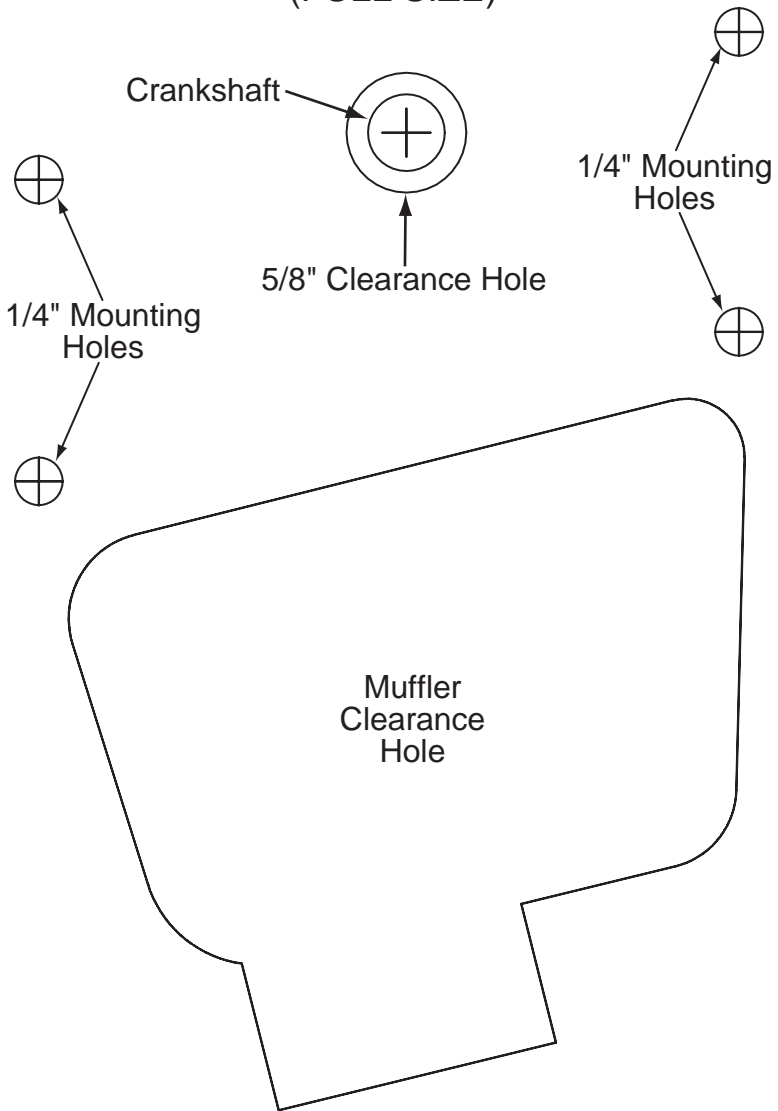 Crankshaft
1/4" Mounting
Holes
5/8" Clearance Hole
1/4" Mounting
Holes
Muffler
Clearance
Hole